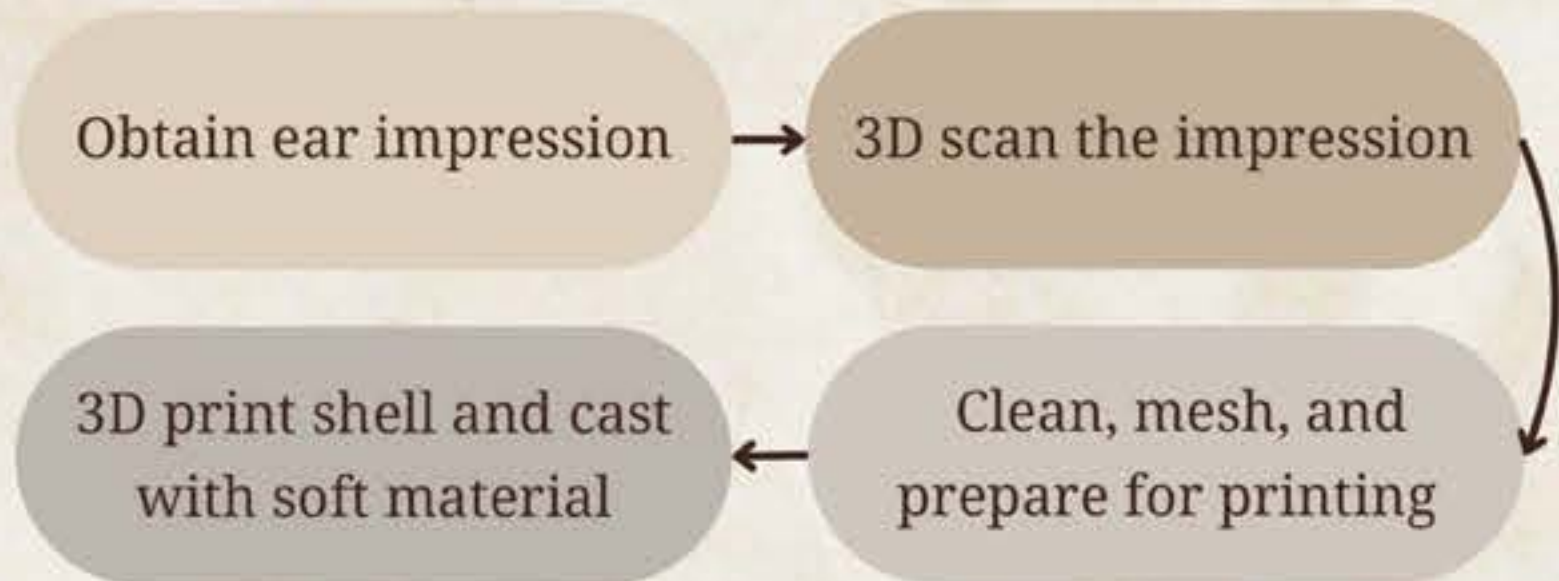 Obtain ear impression
3D scan the impression
Clean, mesh, and
prepare for printing
3D print shell and cast
with soft material